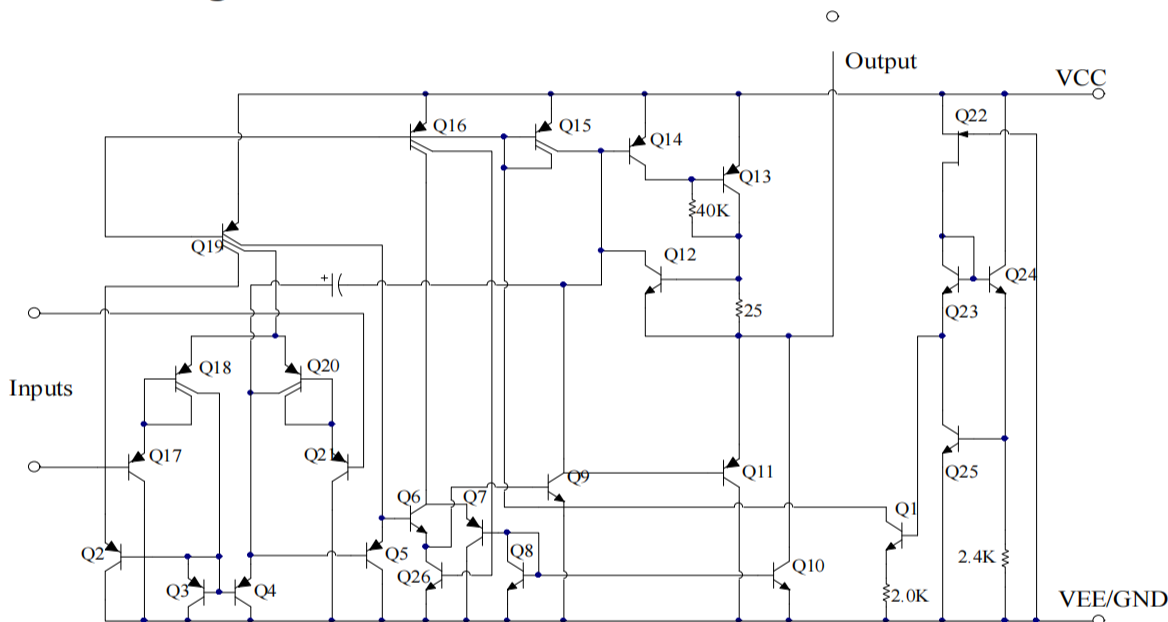 Output
VCC
Q22
Q16
Q15
Q14
Q13
40K
Q19
Q12
+
Q24
Q23
25
Q18
Q20
Inputs
Q17
Q21
Q11
Q25
Q9
Q6
Q7
Q1
Q2
Q5
Q8
Q10
2.4K
Q26
Q3
Q4
2.0K
VEE/GND